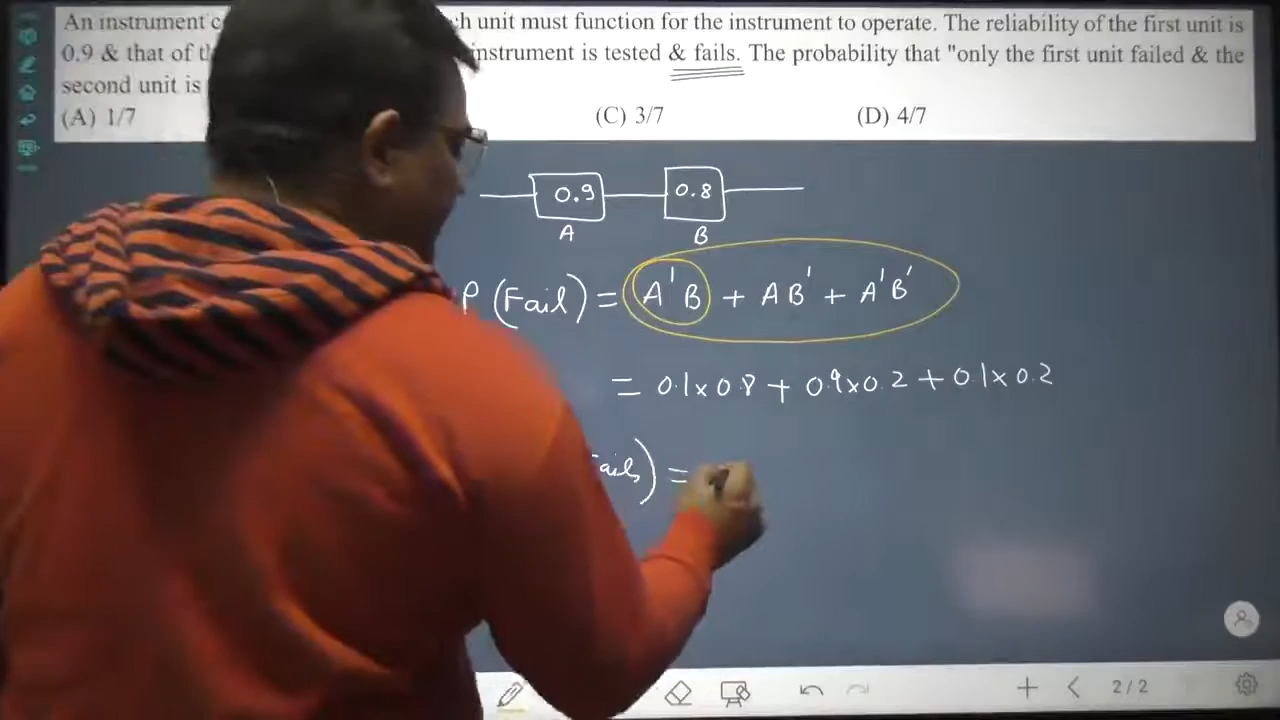 An instrument c ch unit must function for the instrument to operate. The reliability of the first unit is
0.9 & that of th instrument is tested & fails. The probability that "only the first unit failed & the
second unit is
(A) 1/7 (C) 3/7 (D) 4/7
0.9 0.8
A B
P (Fail) = A'B + AB' + A'B'
= 0.1 x 0.8 + 0.9 x 0.2 + 0.1 x 0.2
ails) =
2/2